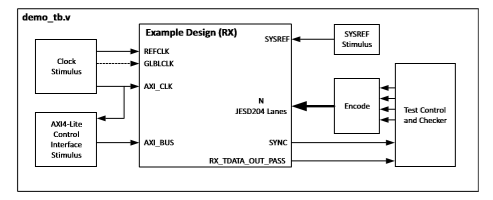 demo_tb.v
Example Design (RX)
Clock
Stimulus
REFCLK
GLBLCLK
AXI_CLK
SYSREF
SYSREF
Stimulus
N
JESD204 Lanes
Encode
Test Control
and Checker
AXI4-Lite
Control
Interface
Stimulus
AXI_BUS
SYNC
RX_TDATA_OUT_PASS